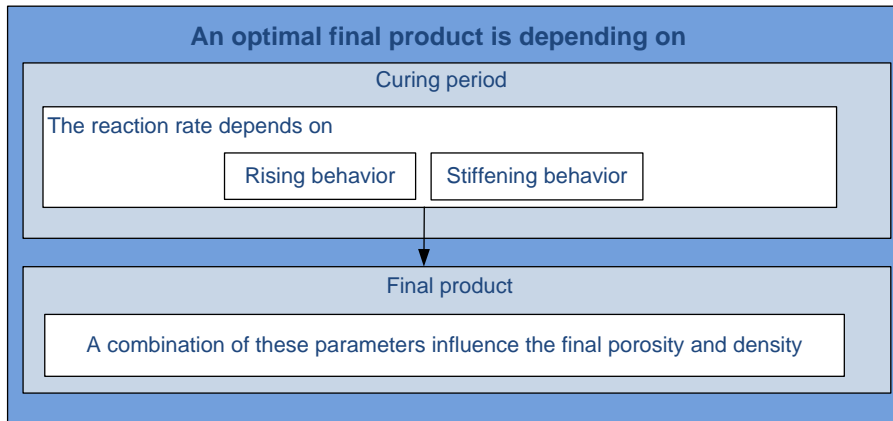 An optimal final product is depending on
Curing period
The reaction rate depends on
Rising behavior
Stiffening behavior
Final product
A combination of these parameters influence the final porosity and density